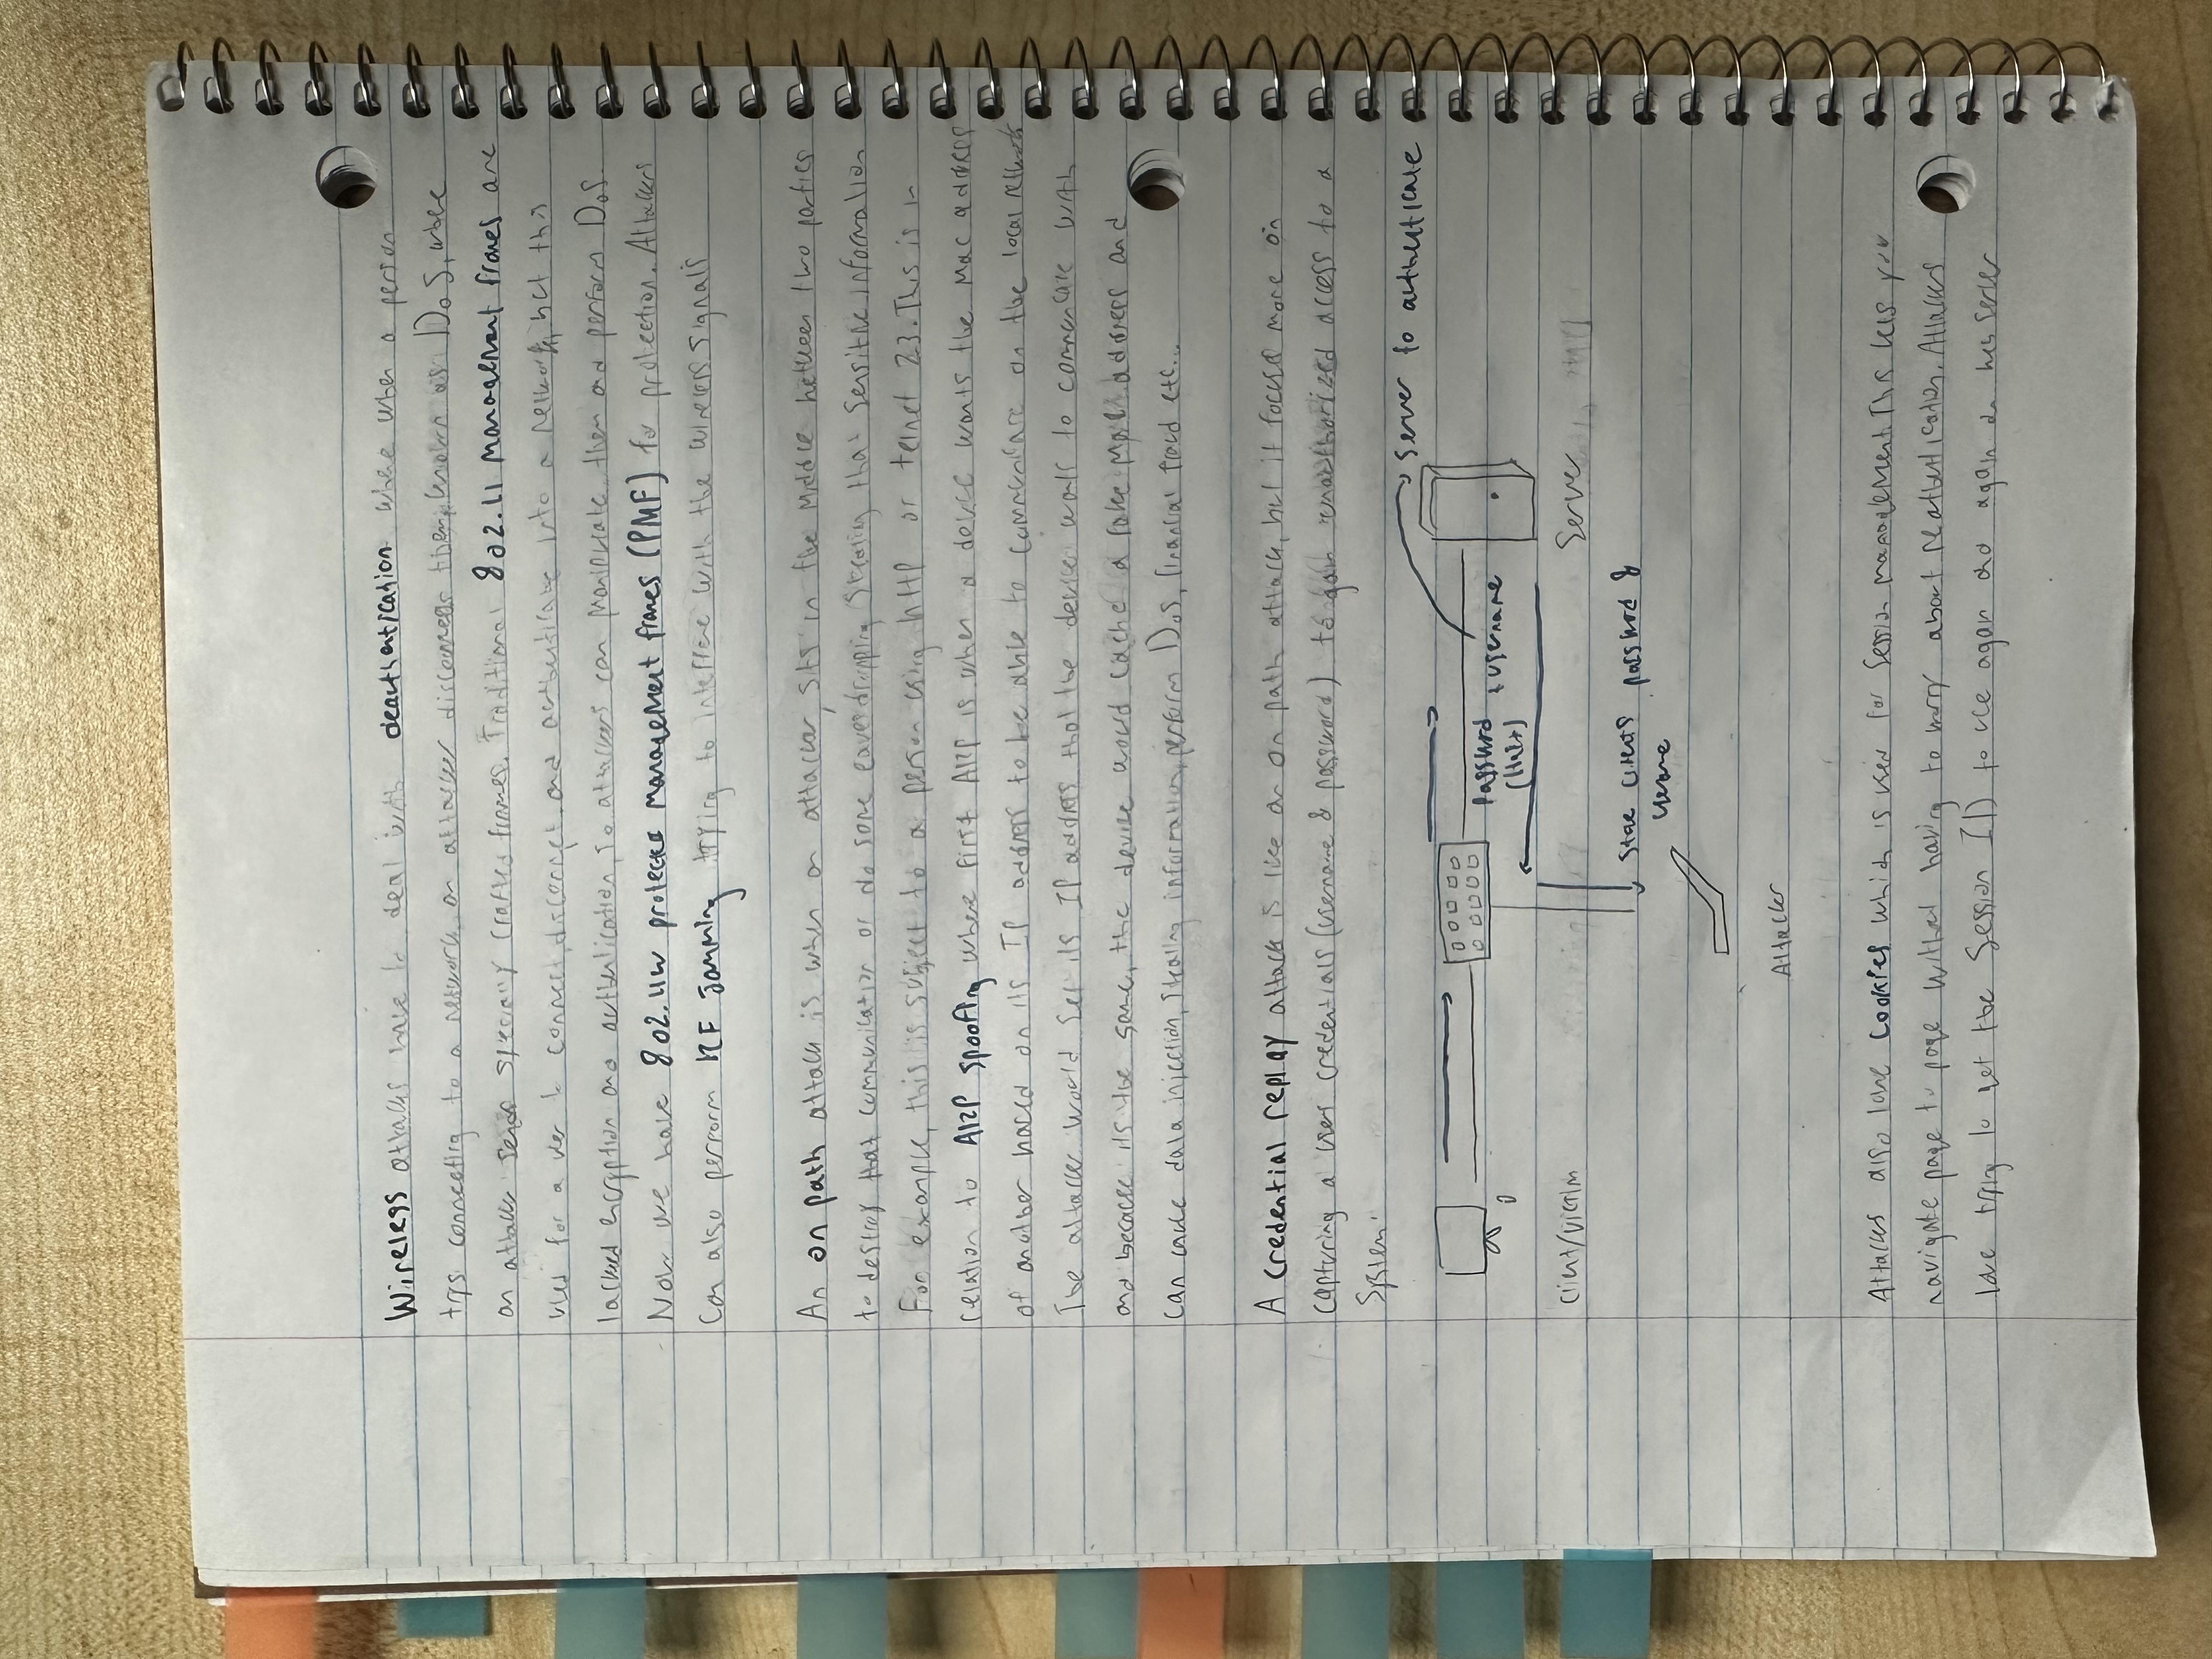 Wireless attacks have to deal with deauthentication where when a person
trys connecting to a network, an attacker disconnects them, known as DoS, where
an attacker sends specially crafted frames. Traditional 802.11 Management frames are
used for a user to connect, disconnect, and authenticate into a network, but this
lacked encryption and authentication, so attackers can manipulate them and perform DoS.
Now we have 802.11w protected Management frames (PMF) for protection. Attackers
can also perform RF Jamming trying to interfere with the wireless signals
An on path attack is when an attacker, sits in the middle between two parties
to destroy that communication or do some eavesdropping stealing that sensitive information
For example, this is subject to a person using http or telnet 23. This is in
relation to ARP spoofing where first ARP is when a device wants the Mac address
of another based on its IP address to be able to communicate on the local network
The attacker would set its IP address that the device wants to communicate with
and because its the same, the device would cache a fake Mac address and
can cause data injection, stealing information, perform DoS, financial fraud etc...
A credential replay attack is like an on path attack, but it focused more on
capturing a users credentials (username & password) to gain unauthorized access to a
System.
Server to authenticate
Password + username
client/victim
Server
Store clients password &
Attacker
Attackers also love Cookies which is used for Session management. This lets you
navigate page to page without having to worry about reauthentication. Attackers
love trying to get the Session ID to use again and again on web server